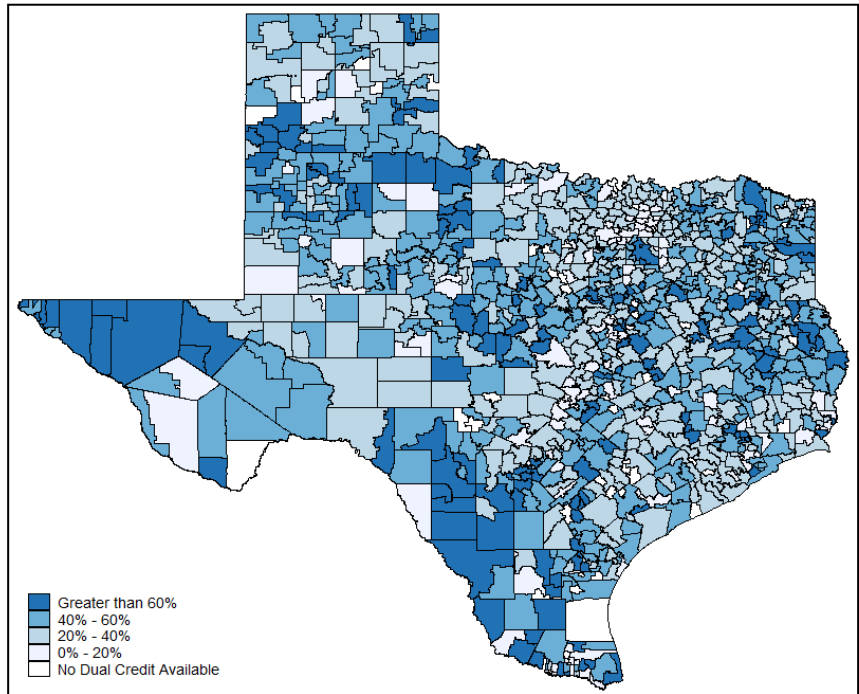 Greater than 60%
40% - 60%
20% - 40%
0% - 20%
No Dual Credit Available